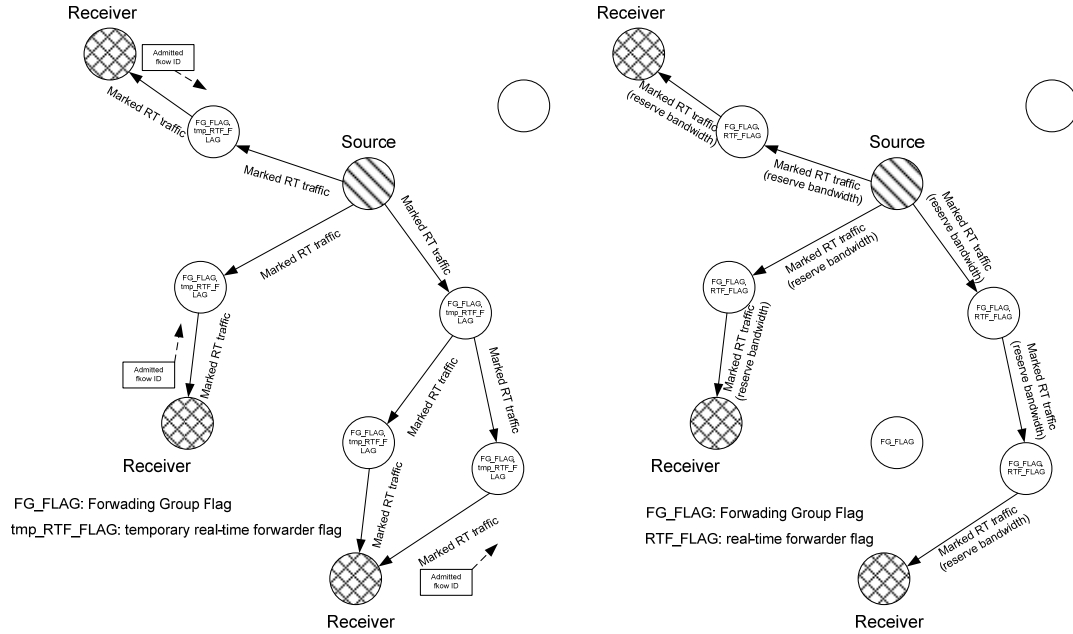 Receiver
Admitted
fkow ID
Marked RT traffic
FG_FLAG,
tmp_RTF_F
LAG
Marked RT traffic
Source
Marked RT traffic
Marked RT traffic
FG_FLAG,
tmp_RTF_F
LAG
FG_FLAG,
tmp_RTF_F
LAG
Admitted
fkow ID
Marked RT traffic
Marked RT traffic
Marked RT traffic
FG_FLAG,
tmp_RTF_F
LAG
FG_FLAG,
tmp_RTF_F
LAG
Receiver
Marked RT traffic
Marked RT traffic
Admitted
fkow ID
Receiver
FG_FLAG: Forwading Group Flag
tmp_RTF_FLAG: temporary real-time forwarder flag
Receiver
Marked RT traffic
(reserve bandwidth)
FG_FLAG,
RTF_FLAG
Marked RT traffic
(reserve bandwidth)
Source
Marked RT traffic
(reserve bandwidth)
Marked RT traffic
(reserve bandwidth)
FG_FLAG,
RTF_FLAG
FG_FLAG,
RTF_FLAG
Marked RT traffic
(reserve bandwidth)
Marked RT traffic
(reserve bandwidth)
FG_FLAG
FG_FLAG,
RTF_FLAG
Receiver
Marked RT traffic
(reserve bandwidth)
Receiver
FG_FLAG: Forwading Group Flag
RTF_FLAG: real-time forwarder flag